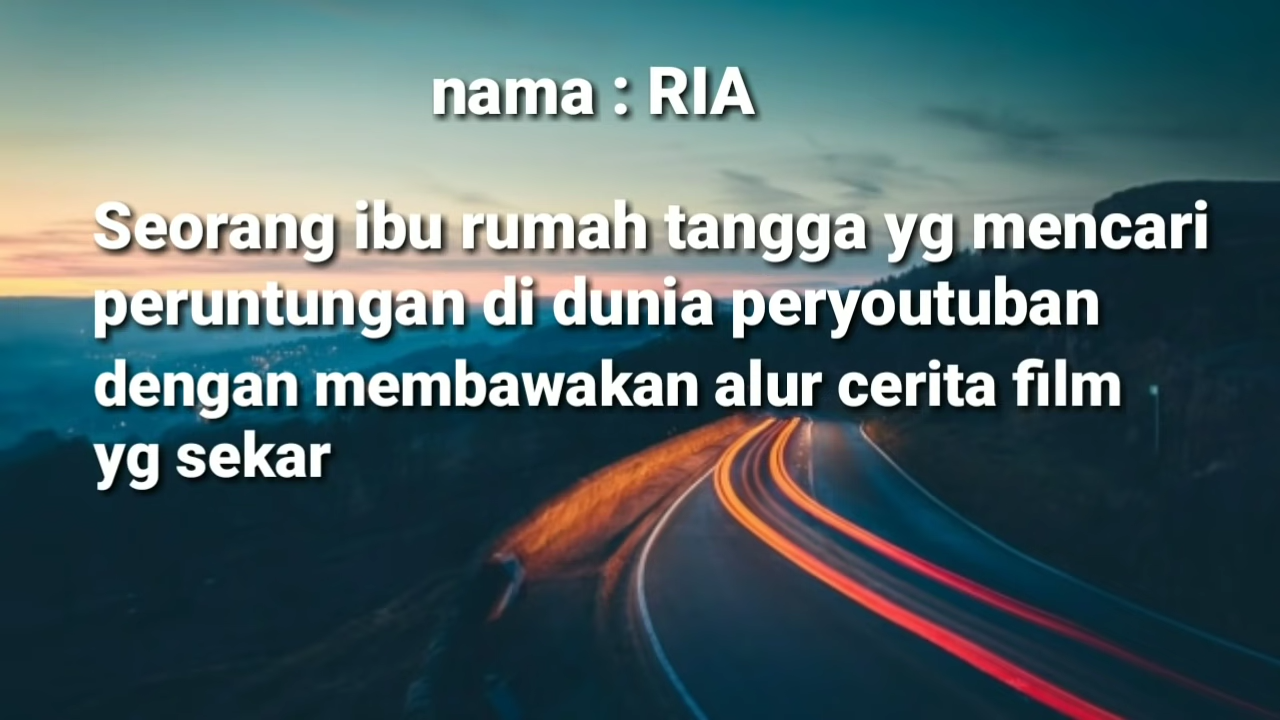 nama : RIA
Seorang ibu rumah tangga yg mencari
peruntungan di dunia peryoutuban
dengan membawakan alur cerita film
yg sekar